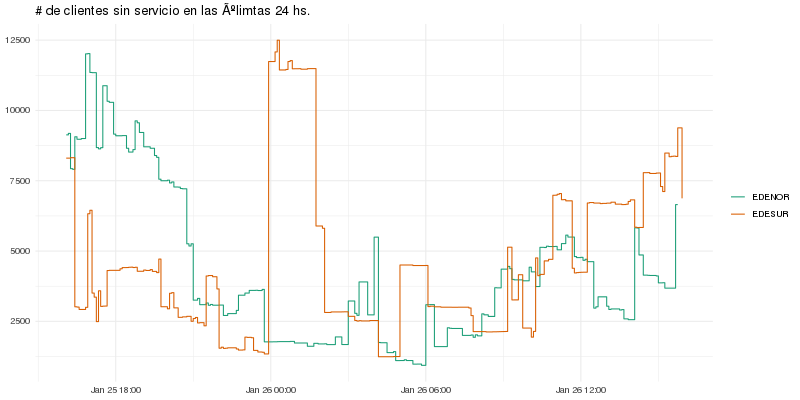 # de clientes sin servicio en las Ãºlimtas 24 hs.
12500
10000
7500
5000
2500
Jan 25 18:00
Jan 26 00:00
Jan 26 06:00
Jan 26 12:00
EDENOR
EDESUR